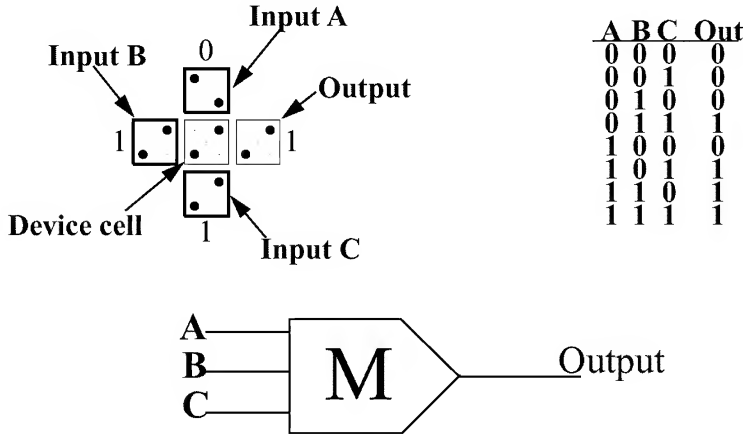 Input A
Input B
0
Output
1
1
Device cell
1
Input C
A B C Out
0 0 0 0
0 0 1 0
0 1 0 0
0 1 1 1
1 0 0 0
1 0 1 1
1 1 0 1
1 1 1 1
A
B
C
M
Output